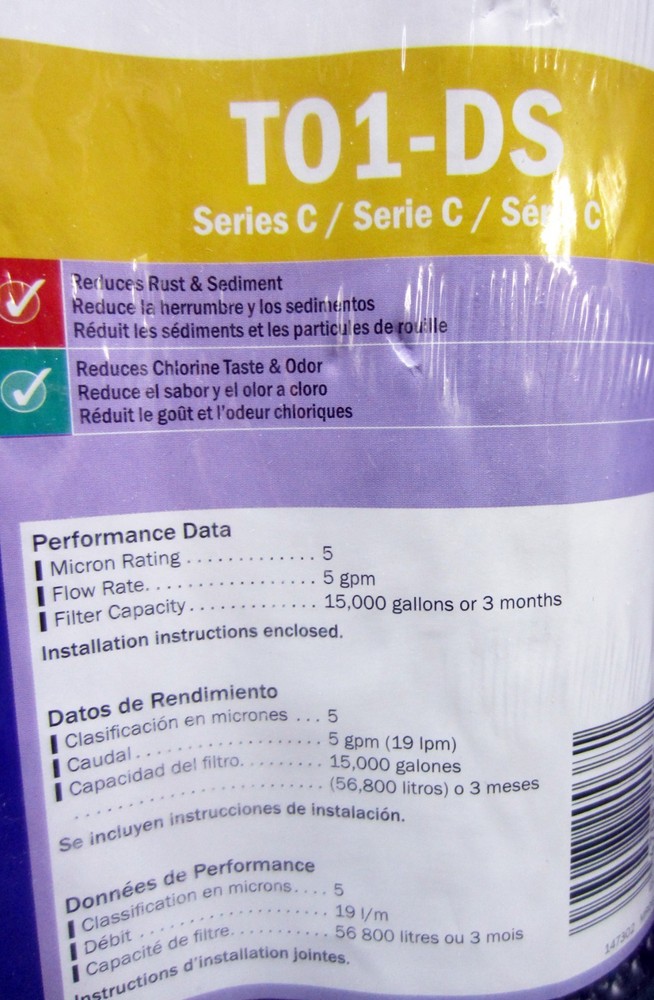 T01-DS
Series C / Serie C / Série C
Reduces Rust & Sediment
Reduce la herrumbre y los sedimentos
Réduit les sédiments et les particules de rouille
Reduces Chlorine Taste & Odor
Reduce el sabor y el olor a cloro
Réduit le goût et l'odeur chloriques
Performance Data
Micron Rating . . . . . . . . . . . . . 5
Flow Rate. . . . . . . . . . . . . . . . . 5 gpm
Filter Capacity . . . . . . . . . . . . . 15,000 gallons or 3 months
Installation instructions enclosed.
Datos de Rendimiento
Clasificación en micrones . . . 5
Caudal . . . . . . . . . . . . . . . . . . . 5 gpm (19 lpm)
Capacidad del filtro. . . . . . . . . 15,000 galones
. . . . . . . . . . . . . . . . . . . . . . . . . (56,800 litros) o 3 meses
Se incluyen instrucciones de instalación.
Données de Performance
Classification en microns. . . . 5
Débit . . . . . . . . . . . . . . . . . . . 19 l/m
Capacité de filtre. . . . . . . . . . . 56 800 litres ou 3 mois
Instructions d'installation jointes.
147302